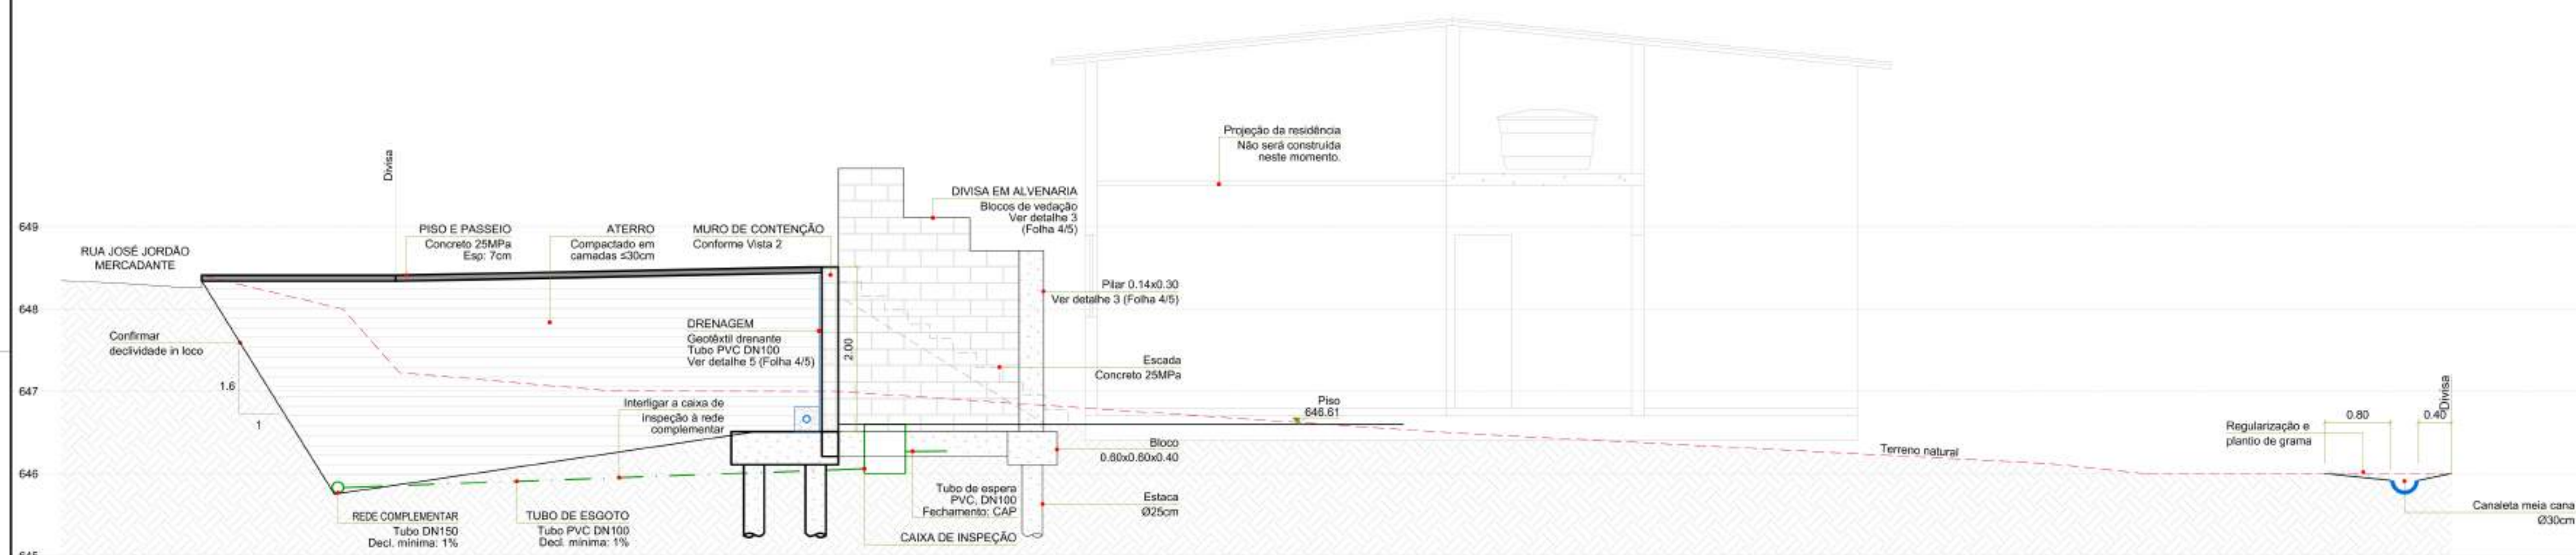 Projeção da residência
Não será construída
neste momento.
Divisa
DIVISA EM ALVENARIA
Blocos de vedação
Ver detalhe 3
(Folha 4/5)
649
RUA JOSÉ JORDÃO
MERCADANTE
PISO E PASSEIO
Concreto 25MPa
Esp: 7cm
ATERRO
Compactado em
camadas ≤30cm
MURO DE CONTENÇÃO
Conforme Vista 2
Pilar 0.14x0.30
Ver detalhe 3 (Folha 4/5)
648
Confirmar
declividade in loco
DRENAGEM
Geotêxtil drenante
Tubo PVC DN100
Ver detalhe 5 (Folha 4/5)
2.00
Escada
Concreto 25MPa
1.6
1
647
Interligar a caixa de
inspeção à rede
complementar
Piso
646.61
Bloco
0.60x0.60x0.40
Terreno natural
Regularização e
plantio de grama
0.80
0.40
Divisa
646
REDE COMPLEMENTAR
Tubo DN150
Decl. mínima: 1%
TUBO DE ESGOTO
Tubo PVC DN100
Decl. mínima: 1%
Tubo de espera
PVC, DN100
Fechamento: CAP
CAIXA DE INSPEÇÃO
Estaca
Ø25cm
Canaleta meia cana
Ø30cm